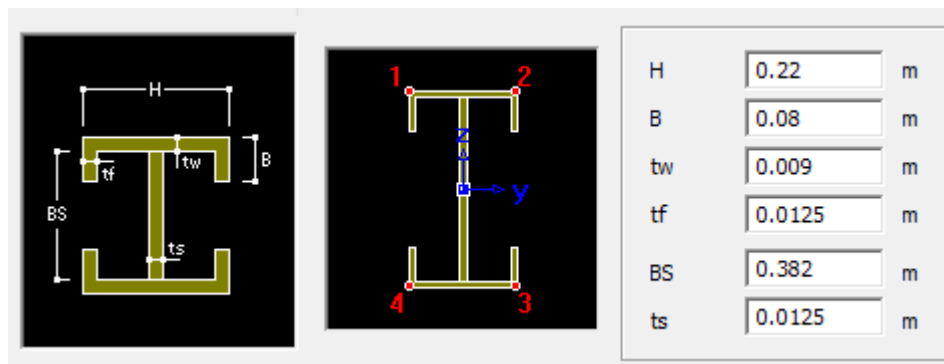 H
tw
B
tf
BS
ts
1 2
z
y
4 3
H 0.22 m
B 0.08 m
tw 0.009 m
tf 0.0125 m
BS 0.382 m
ts 0.0125 m